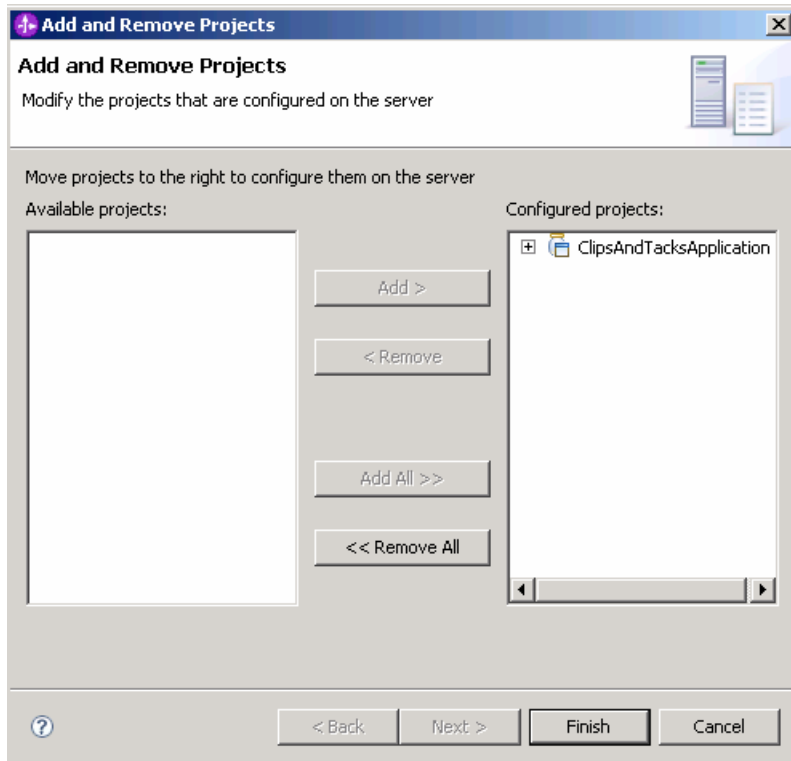 Add and Remove Projects
Add and Remove Projects
Modify the projects that are configured on the server
Move projects to the right to configure them on the server
Available projects:
Configured projects:
ClipsAndTacksApplication
Add >
< Remove
Add All >>
<< Remove All
< Back
Next >
Finish
Cancel